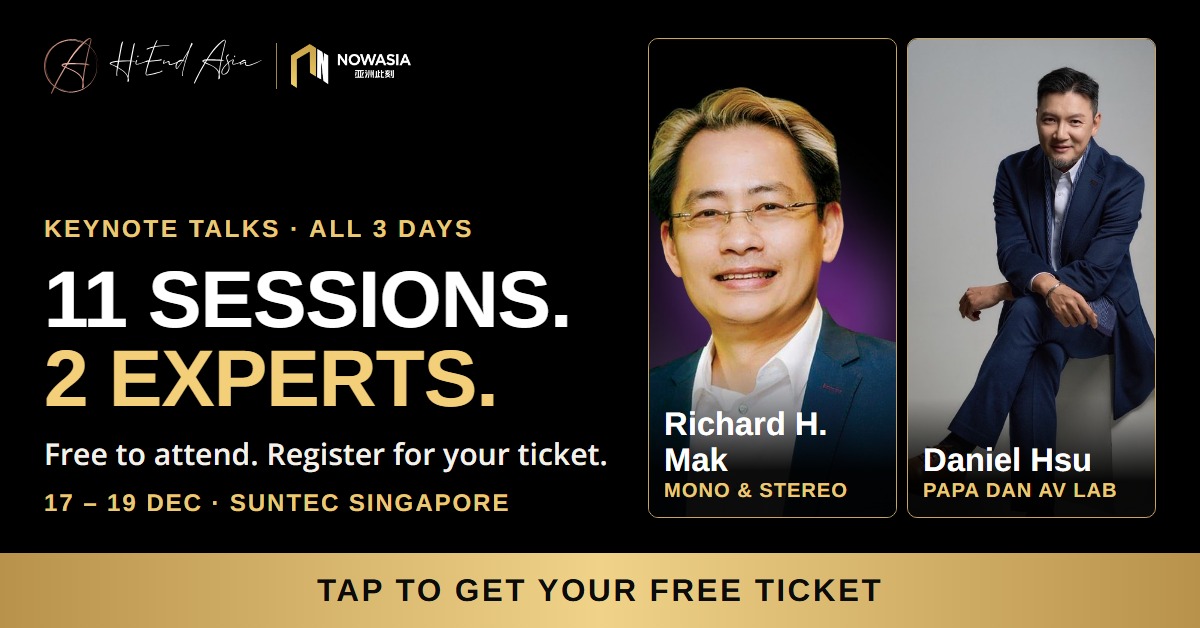 A HiEnd Asia
NOWASIA
亚洲此刻
KEYNOTE TALKS · ALL 3 DAYS
11 SESSIONS.
2 EXPERTS.
Free to attend. Register for your ticket.
17 – 19 DEC · SUNTEC SINGAPORE
Richard H.
Mak
MONO & STEREO
Daniel Hsu
PAPA DAN AV LAB
TAP TO GET YOUR FREE TICKET